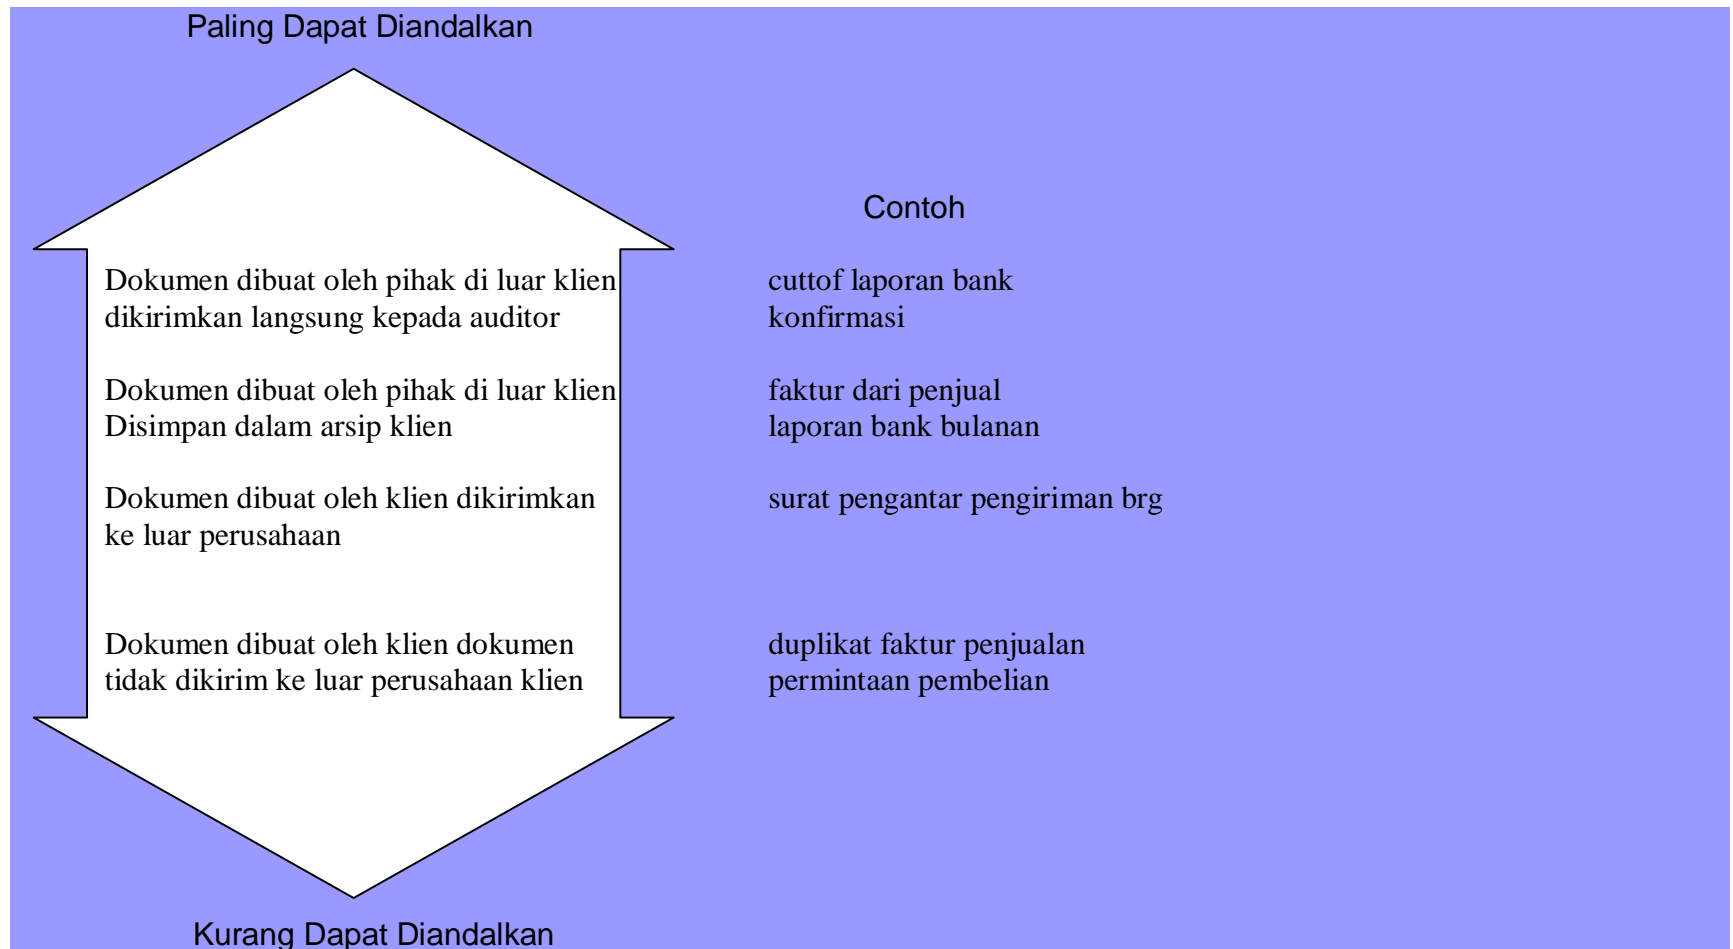 Paling Dapat Diandalkan
Contoh
Dokumen dibuat oleh pihak di luar klien cuttof laporan bank
dikirimkan langsung kepada auditor konfirmasi
Dokumen dibuat oleh pihak di luar klien faktur dari penjual
Disimpan dalam arsip klien laporan bank bulanan
Dokumen dibuat oleh klien dikirimkan surat pengantar pengiriman brg
ke luar perusahaan
Dokumen dibuat oleh klien dokumen duplikat faktur penjualan
tidak dikirim ke luar perusahaan klien permintaan pembelian
Kurang Dapat Diandalkan